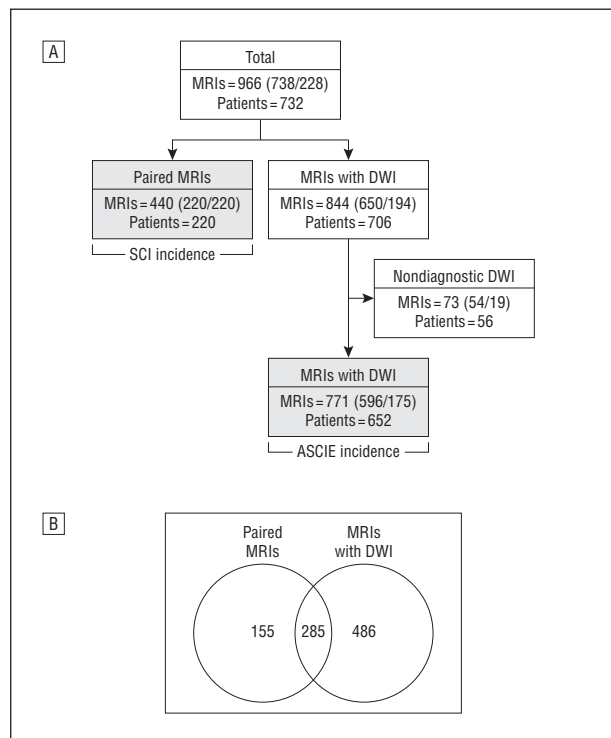 A
Total
MRIs = 966 (738/228)
Patients = 732
Paired MRIs
MRIs = 440 (220/220)
Patients = 220
SCI incidence
MRIs with DWI
MRIs = 844 (650/194)
Patients = 706
Nondiagnostic DWI
MRIs = 73 (54/19)
Patients = 56
MRIs with DWI
MRIs = 771 (596/175)
Patients = 652
ASCIE incidence
B
Paired
MRIs
MRIs
with DWI
155
285
486